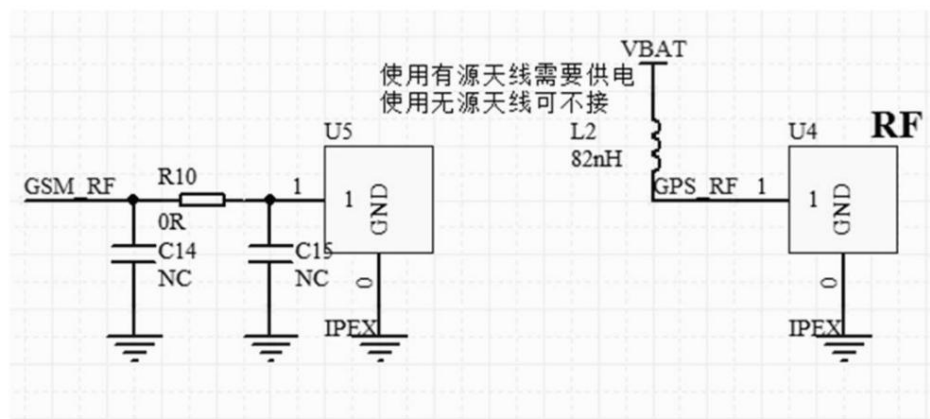 VBAT
使用有源天线需要供电
使用无源天线可不接
RF
U5
L2
U4
82nH
R10
GSM_RF
1
1
GND
GPS_RF
1
1
GND
0R
C14
C15
NC
NC
0
0
IPEX
IPEX